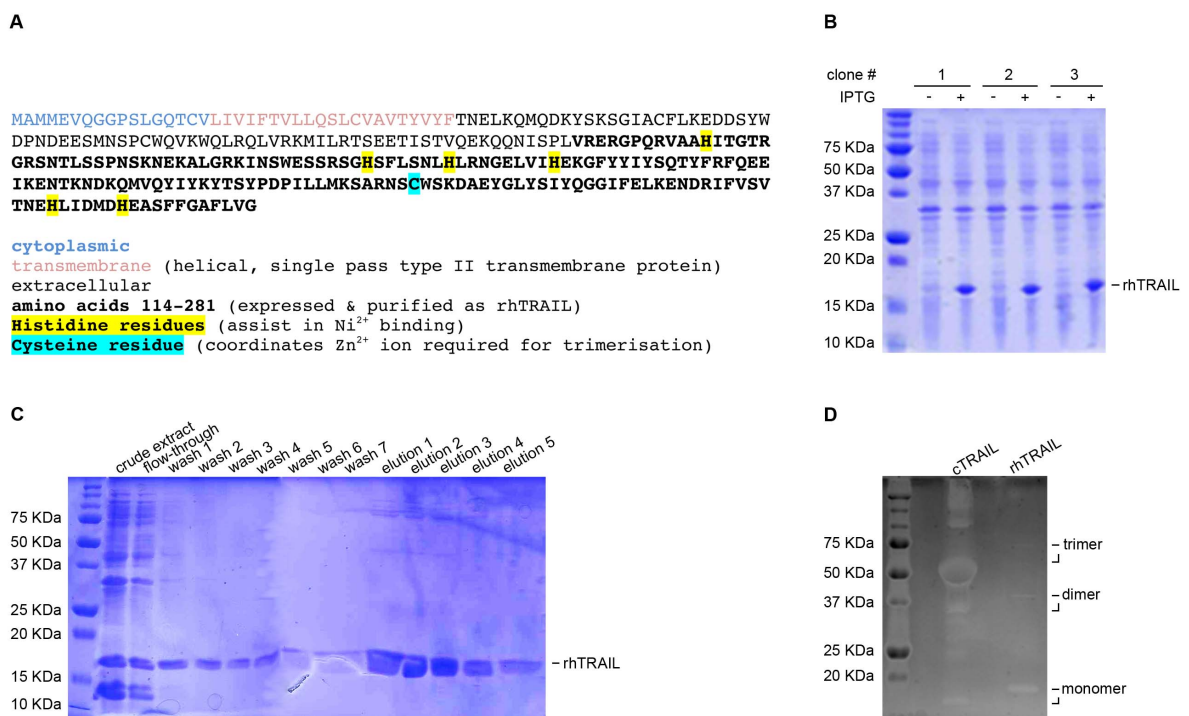 A
MAMMEVQGGPSLGQTCVLIVIFTVLLQSLCVAVTYVYFTNELKQMQDKYSKSGIACFLKEDDSYW
DPNDEESMNSPCWQVKWQLRQLVRKMILRTSEETISTVQEKQQNISPLVRERGPQRVAAHITGTR
GRSNTLSSPNSKNEKALGRKINSWESSRSGHSFLSNLHLRNGELVIHEKGFYYIYSQTYFRFQEE
IKENTKNDKQMVQYIYKYTSYPDPILLMKSARNSCWSKDAEYGLYSIYQGGIFELKENDRIFVSV
TNEHLIDMDHEASFFGAFLVG
cytoplasmic
transmembrane (helical, single pass type II transmembrane protein)
extracellular
amino acids 114-281 (expressed & purified as rhTRAIL)
Histidine residues (assist in Ni²⁺ binding)
Cysteine residue (coordinates Zn²⁺ ion required for trimerisation)
B
clone # 1 2 3
IPTG - + - + - +
75 KDa
50 KDa
37 KDa
25 KDa
20 KDa
15 KDa
10 KDa
rhTRAIL
C
crude extract
flow-through
wash 1
wash 2
wash 3
wash 4
wash 5
wash 6
wash 7
elution 1
elution 2
elution 3
elution 4
elution 5
75 KDa
50 KDa
37 KDa
25 KDa
20 KDa
15 KDa
10 KDa
rhTRAIL
D
cTRAIL
rhTRAIL
75 KDa
50 KDa
37 KDa
25 KDa
20 KDa
trimer
dimer
monomer